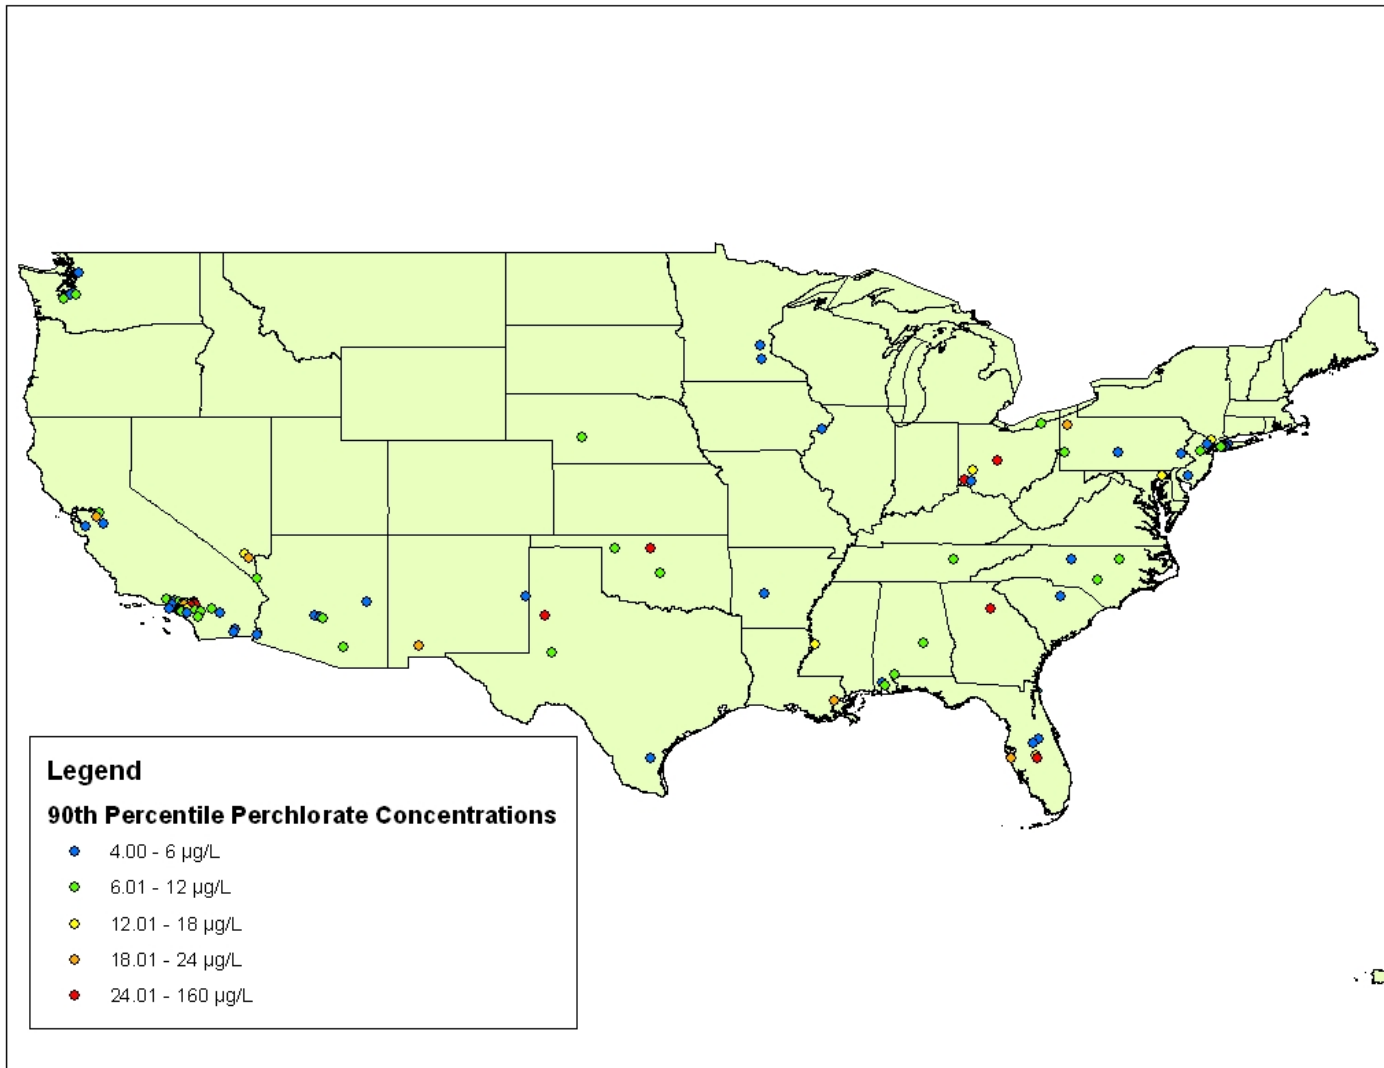 Legend
90th Percentile Perchlorate Concentrations
4.00 - 6 µg/L
6.01 - 12 µg/L
12.01 - 18 µg/L
18.01 - 24 µg/L
24.01 - 160 µg/L